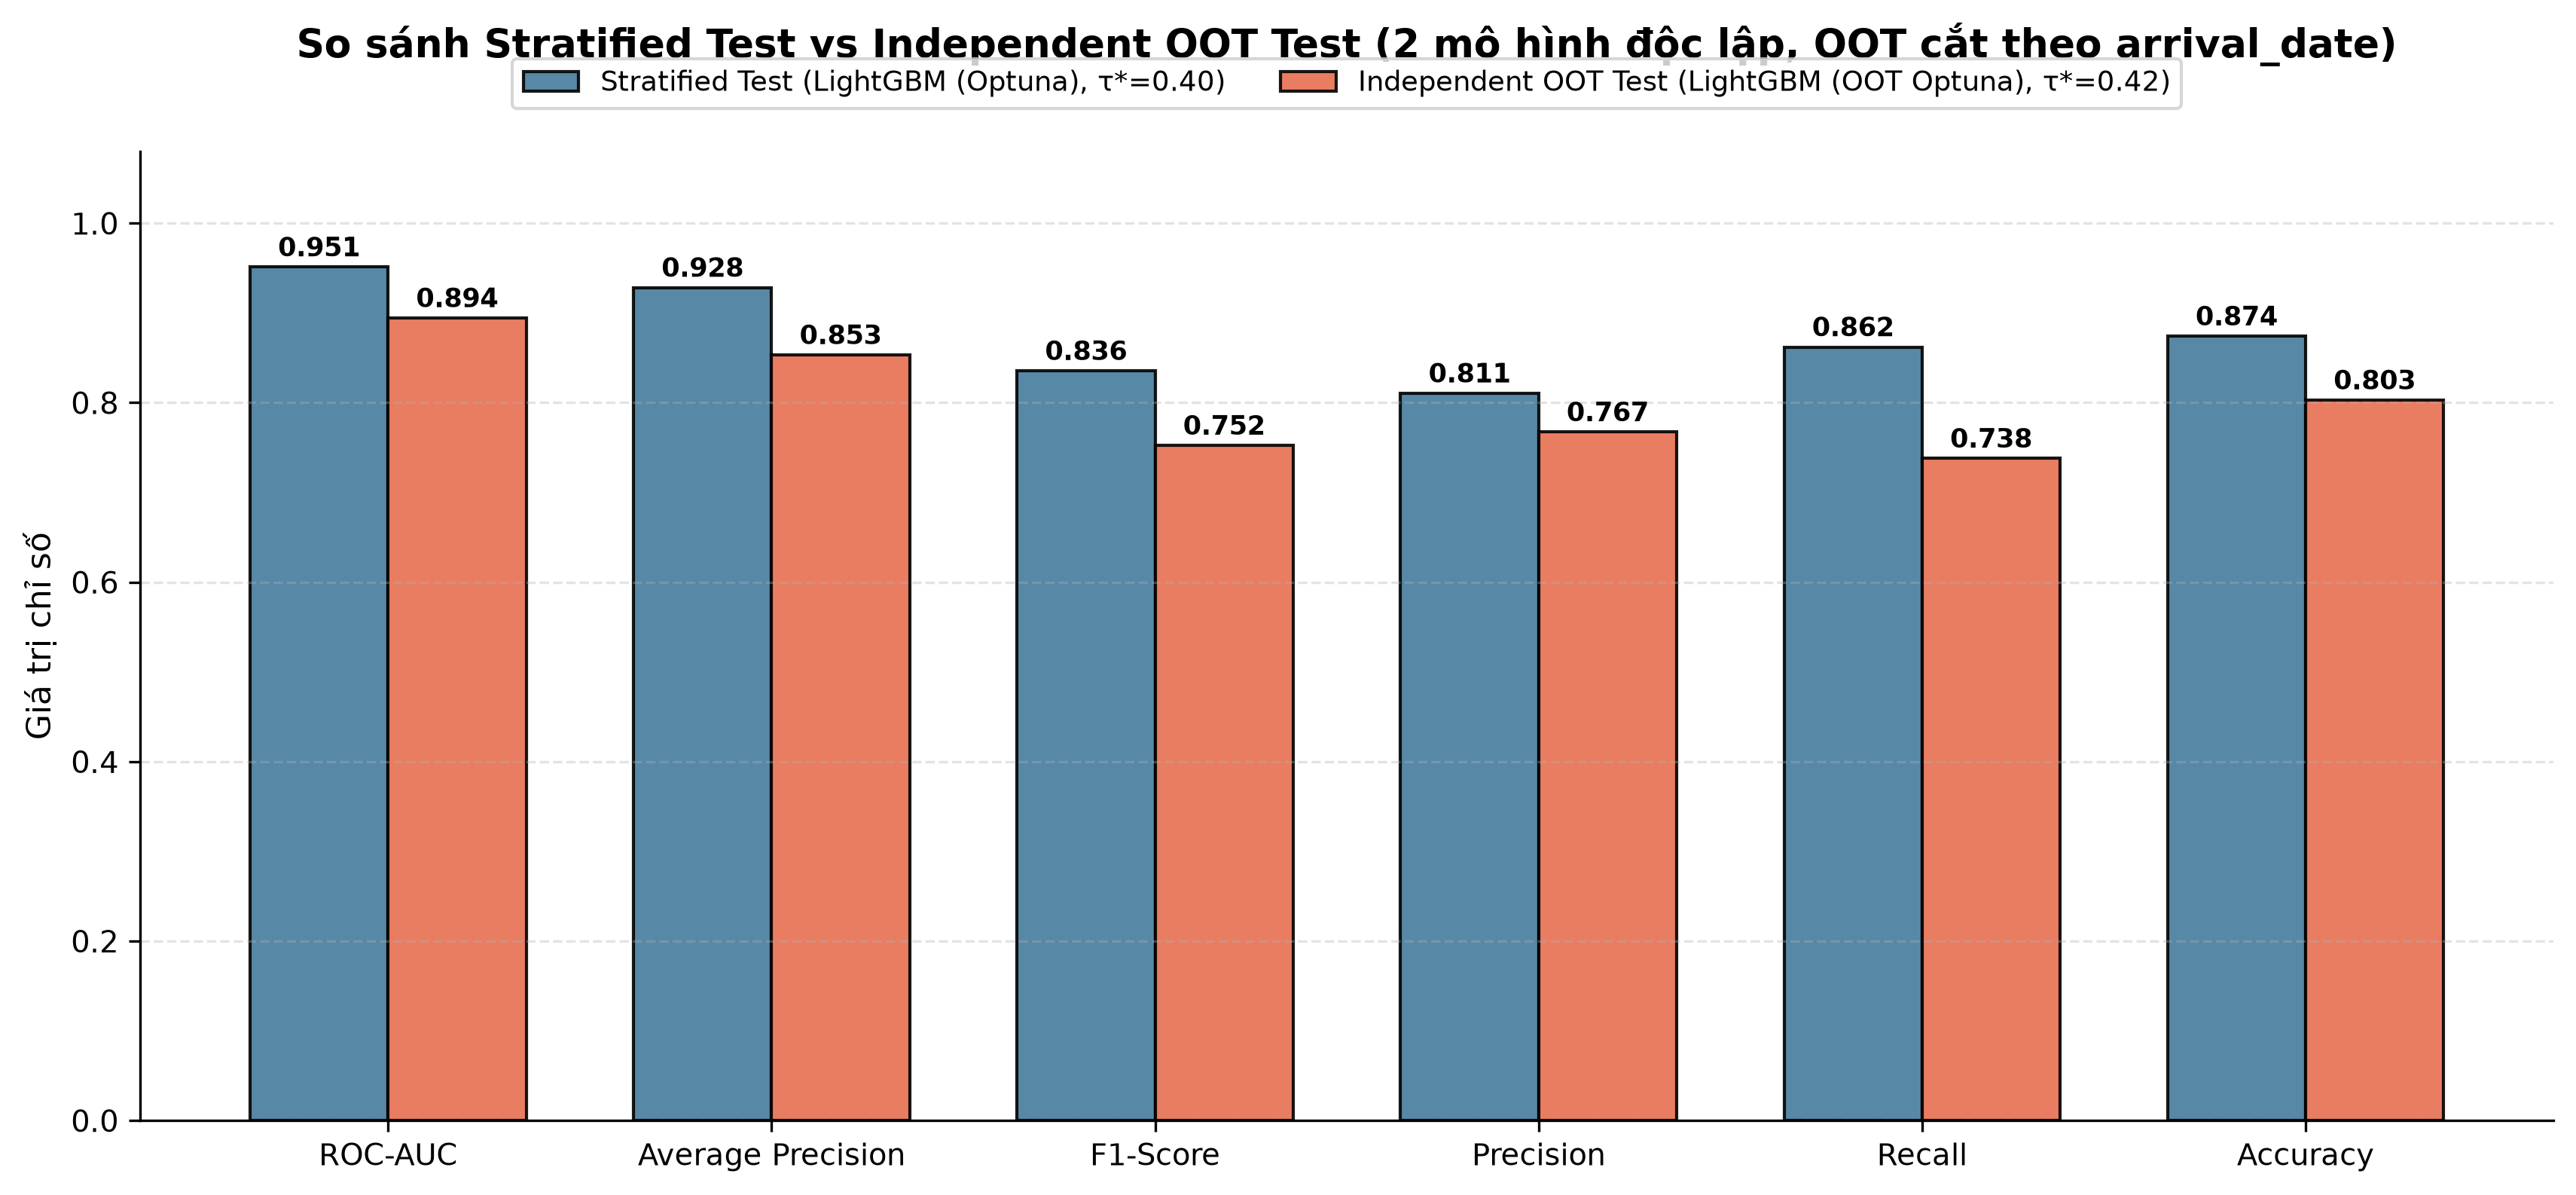 So sánh Stratified Test vs Independent OOT Test (2 mô hình độc lập, OOT cắt theo arrival_date)
Stratified Test (LightGBM (Optuna), τ*=0.40)
Independent OOT Test (LightGBM (OOT Optuna), τ*=0.42)
Giá trị chỉ số
1.0
0.8
0.6
0.4
0.2
0.0
0.951
0.894
0.928
0.853
0.836
0.752
0.811
0.767
0.862
0.738
0.874
0.803
ROC-AUC
Average Precision
F1-Score
Precision
Recall
Accuracy